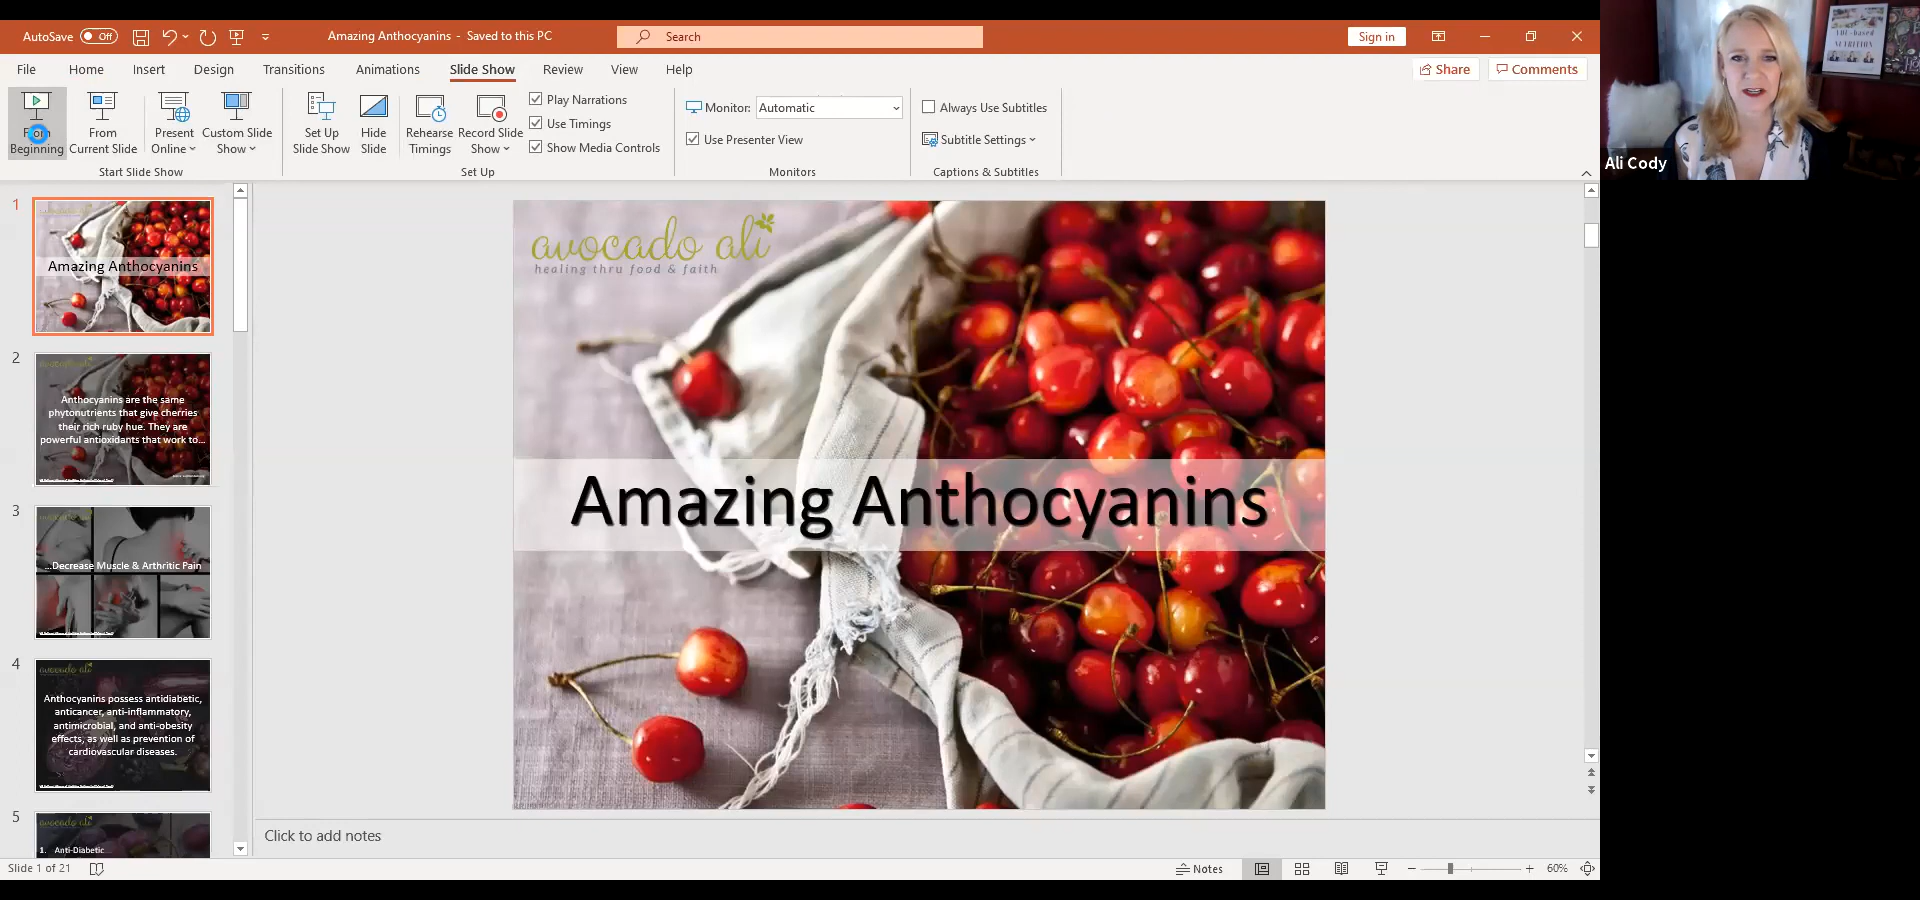 AutoSave Off
Amazing Anthocyanins - Saved to this PC
Search
Sign in
File Home Insert Design Transitions Animations Slide Show Review View Help
Share Comments
From Beginning
From Current Slide
Present Online
Custom Slide Show
Start Slide Show
Set Up Slide Show
Hide Slide
Rehearse Timings
Record Slide Show
Play Narrations
Use Timings
Show Media Controls
Set Up
Monitor: Automatic
Use Presenter View
Monitors
Always Use Subtitles
Subtitle Settings
Captions & Subtitles
Ali Cody
NUTRITION
1
Amazing Anthocyanins
2
avocado ali
Anthocyanins are the same
phytonutrients that give cherries
their rich ruby hue. They are
powerful antioxidants that work to...
3
...Decrease Muscle & Arthritic Pain
4
avocado ali
Anthocyanins possess antidiabetic,
anticancer, anti-inflammatory,
antimicrobial, and anti-obesity
effects, as well as prevention of
cardiovascular diseases.
5
avocado ali
1. Anti-Diabetic
avocado ali
healing thru food & faith
Amazing Anthocyanins
Click to add notes
Slide 1 of 21
Notes
60%